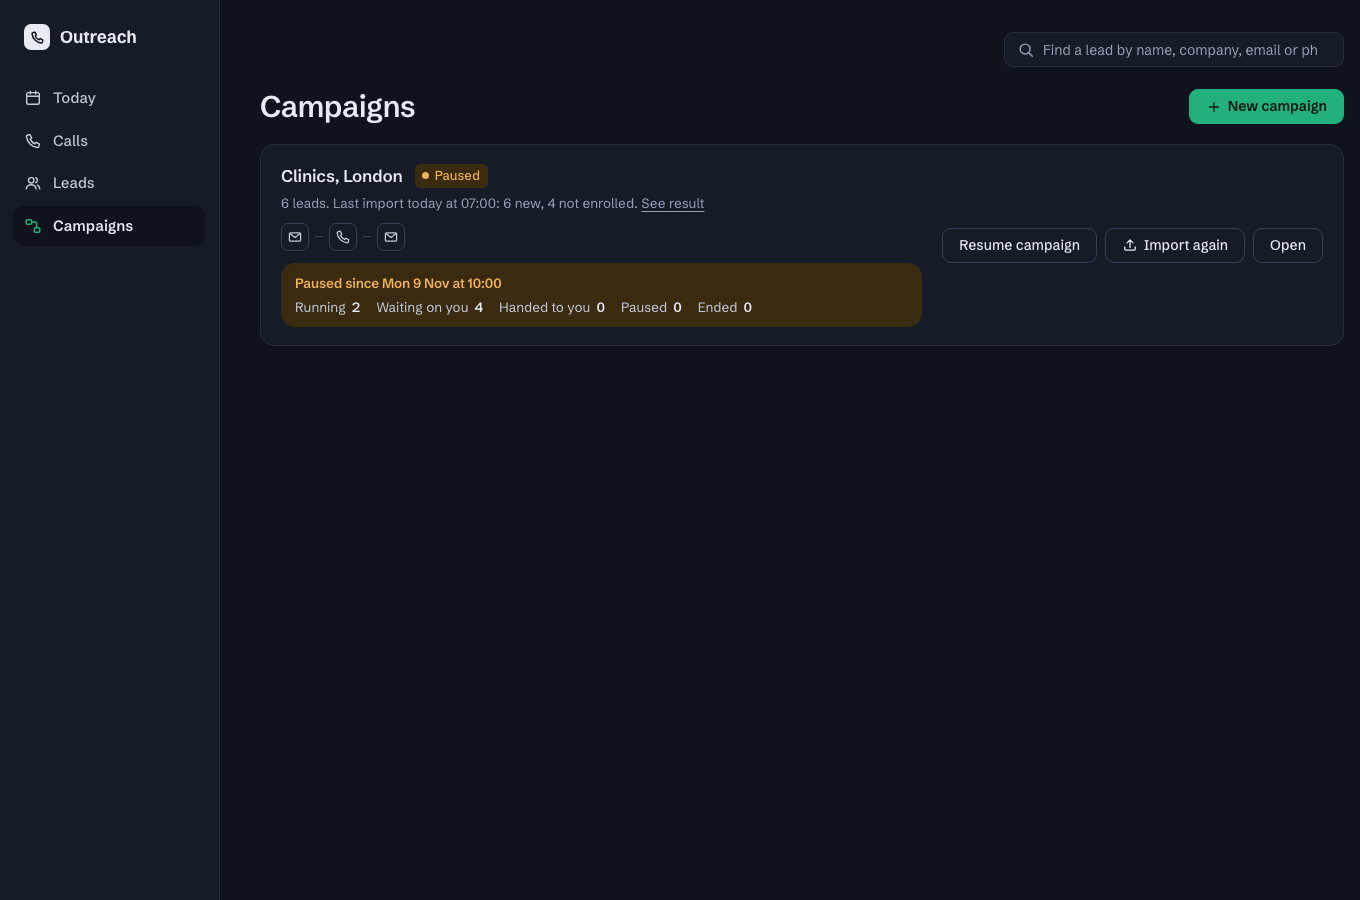 Outreach
Today
Calls
Leads
Campaigns
Find a lead by name, company, email or ph
Campaigns
New campaign
Clinics, London
Paused
6 leads. Last import today at 07:00: 6 new, 4 not enrolled. See result
Resume campaign
Import again
Open
Paused since Mon 9 Nov at 10:00
Running 2 Waiting on you 4 Handed to you 0 Paused 0 Ended 0